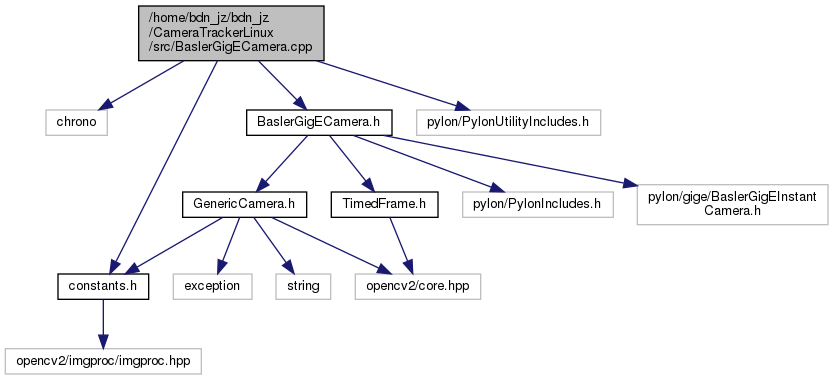 /home/bdn_jz/bdn_jz
/CameraTrackerLinux
/src/BaslerGigECamera.cpp
chrono
BaslerGigECamera.h
pylon/PylonUtilityIncludes.h
GenericCamera.h
TimedFrame.h
pylon/PylonIncludes.h
pylon/gige/BaslerGigEInstant
Camera.h
constants.h
exception
string
opencv2/core.hpp
opencv2/imgproc/imgproc.hpp